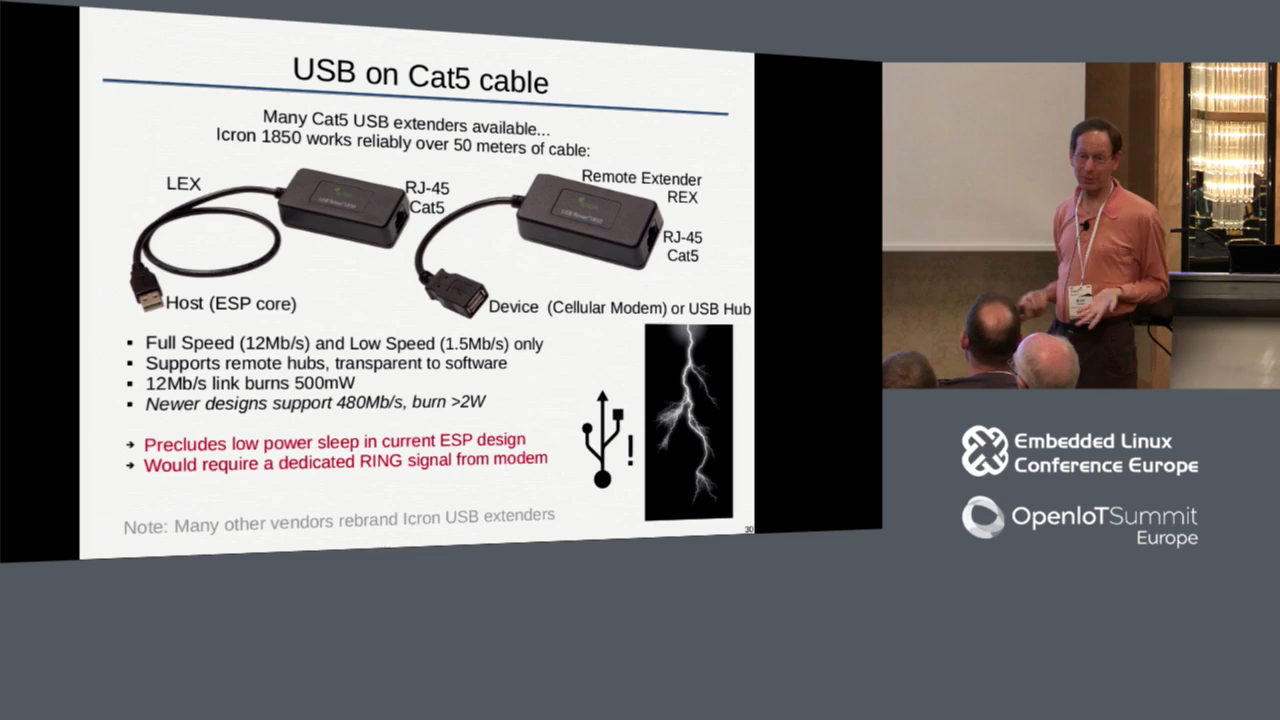 USB on Cat5 cable
Many Cat5 USB extenders available...
Icron 1850 works reliably over 50 meters of cable:
LEX
RJ-45
Cat5
Remote Extender
REX
RJ-45
Cat5
Host (ESP core)
Device (Cellular Modem) or USB Hub
▪ Full Speed (12Mb/s) and Low Speed (1.5Mb/s) only
▪ Supports remote hubs, transparent to software
▪ 12Mb/s link burns 500mW
▪ Newer designs support 480Mb/s, burn >2W
➔ Precludes low power sleep in current ESP design
➔ Would require a dedicated RING signal from modem
!
Note: Many other vendors rebrand Icron USB extenders
30
Embedded Linux
Conference Europe
OpenIoTSummit
Europe